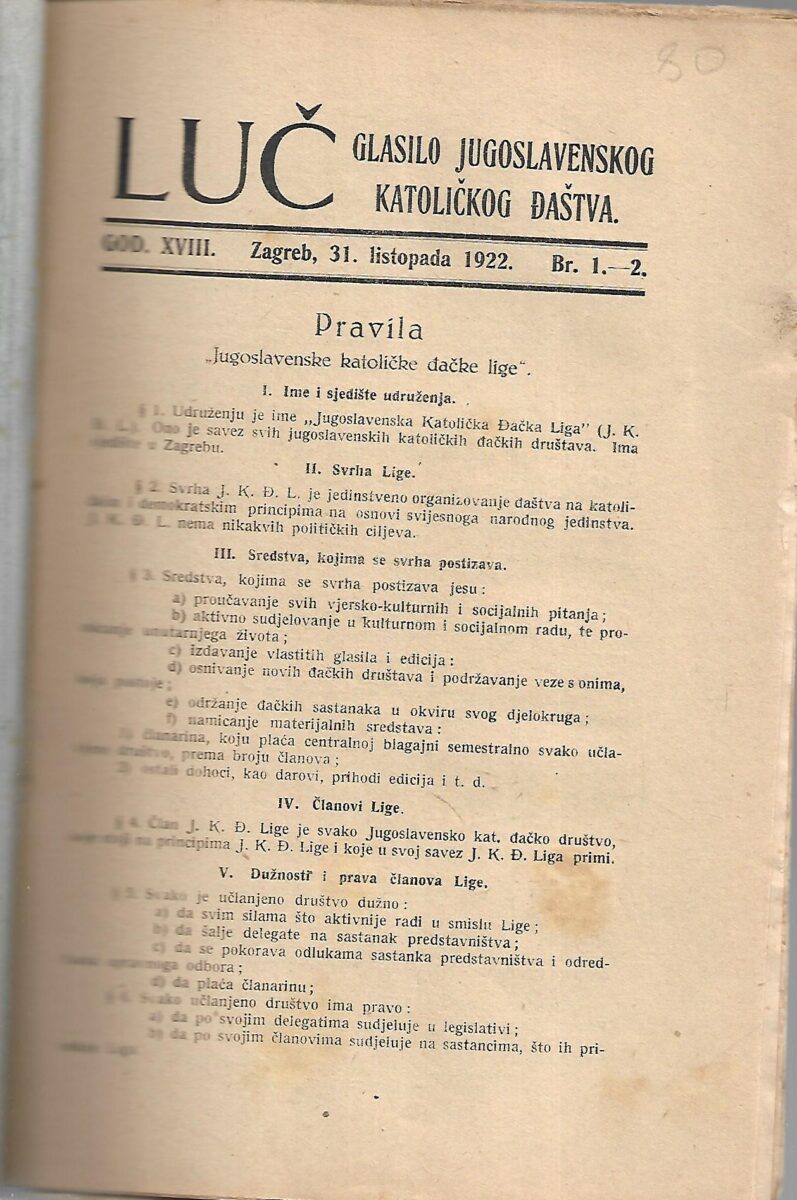 80
LUČ GLASILO JUGOSLAVENSKOG
KATOLIČKOG ĐAŠTVA.
GOD. XVIII. Zagreb, 31. listopada 1922. Br. 1.—2.
Pravila
„Jugoslavenske katoličke đačke lige“.
I. Ime i sjedište udruženja.
§ 1. Udruženju je ime „Jugoslavenska Katolička Đačka Liga” (J. K.
Đ. L.). Ono je savez svih jugoslavenskih katoličkih đačkih društava. Ima
sjedište u Zagrebu.
II. Svrha Lige.
§ 2. Svrha J. K. Đ. L. je jedinstveno organizovanje đaštva na katoli-
i demokratskim principima na osnovi svijesnoga narodnog jedinstva.
J. K. Đ. L. nema nikakvih političkih ciljeva.
III. Sredstva, kojima se svrha postizava.
§ 3. Sredstva, kojima se svrha postizava jesu :
a) proučavanje svih vjersko-kulturnih i socijalnih pitanja ;
b) aktivno sudjelovanje u kulturnom i socijalnom radu, te pro-
unutarnjega života ;
c) izdavanje vlastitih glasila i edicija :
d) osnivanje novih đačkih društava i podržavanje veze s onima,
postoje ;
e) održanje đačkih sastanaka u okviru svog djelokruga ;
f) namicanje materijalnih sredstava :
1) članarina, koju plaća centralnoj blagajni semestralno svako učla-
društvo, prema broju članova ;
2) ostali dohoci, kao darovi, prihodi edicija i t. d.
IV. Članovi Lige.
§ 4. Član J. K. Đ. Lige je svako Jugoslavensko kat. đačko društvo,
stoji na principima J. K. Đ. Lige i koje u svoj savez J. K. Đ. Liga primi.
V. Dužnosti i prava članova Lige.
§ 5. Svako je učlanjeno društvo dužno :
a) da svim silama što aktivnije radi u smislu Lige ;
b) da šalje delegate na sastanak predstavništva ;
c) da se pokorava odlukama sastanka predstavništva i odred-
odbora ;
d) da plaća članarinu ;
§ 6. Svako učlanjeno društvo ima pravo :
a) da po svojim delegatima sudjeluje u legislativi ;
b) da po svojim članovima sudjeluje na sastancima, što ih pri-
Liga